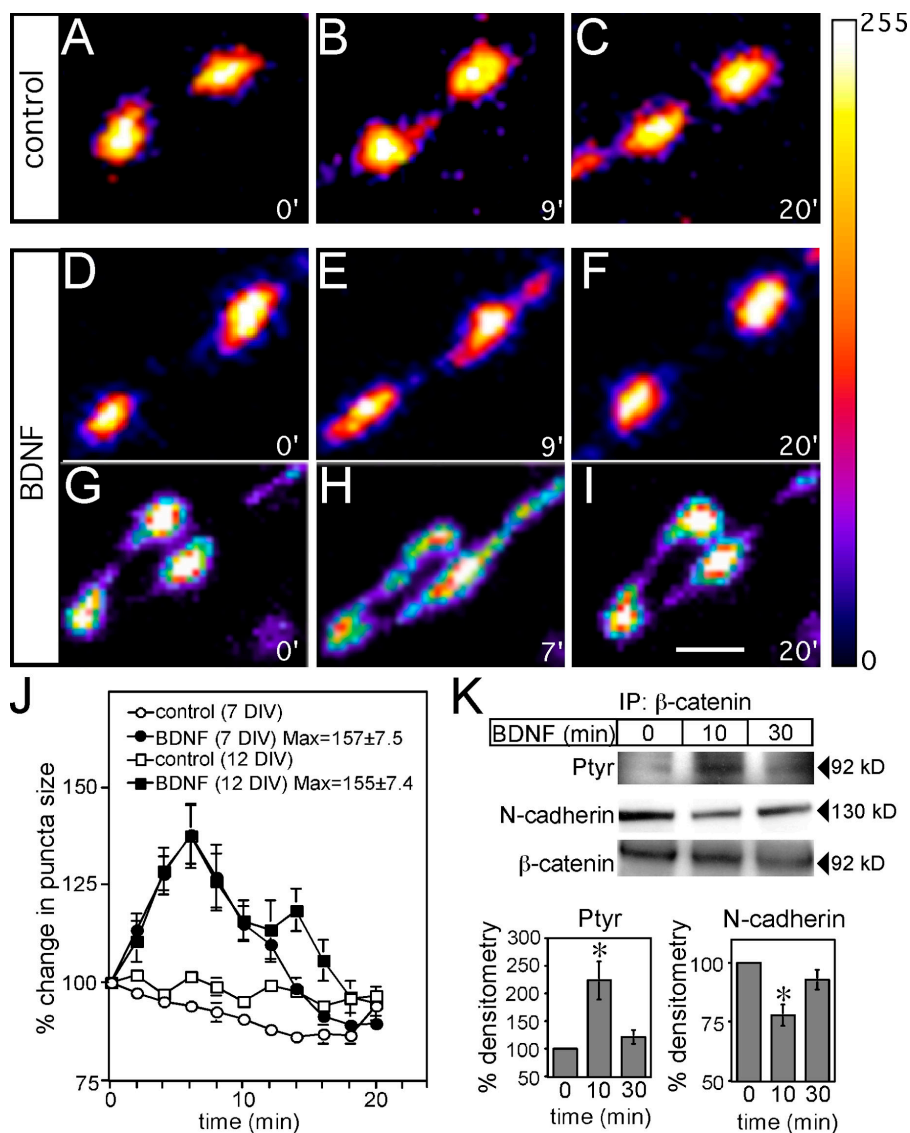 control
A
B
C
255
0'
9'
20'
BDNF
D
E
F
0'
9'
20'
G
H
I
0'
7'
20'
0
J
control (7 DIV)
BDNF (7 DIV) Max=157±7.5
control (12 DIV)
BDNF (12 DIV) Max=155±7.4
% change in puncta size
125
100
75
0
10
20
time (min)
K
IP: β-catenin
BDNF (min) 0 10 30
Ptyr 92 kD
N-cadherin 130 kD
β-catenin 92 kD
Ptyr
% densitometry
300
250
200
150
100
50
*
0 10 30
time (min)
N-cadherin
% densitometry
100
75
50
*
0 10 30
time (min)